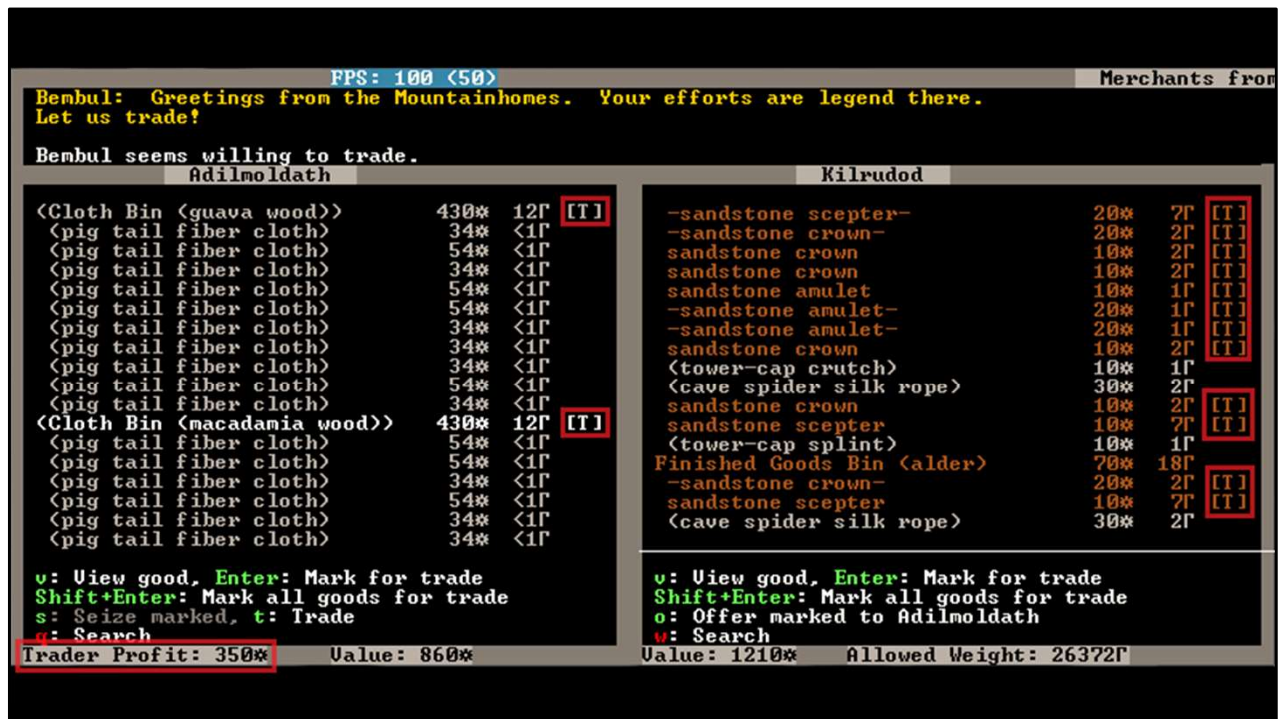 FPS: 100 (50)
Merchants from
Bembul:  Greetings from the Mountainhomes.  Your efforts are legend there.
Let us trade!
Bembul seems willing to trade.
Adilmoldath
(Cloth Bin (guava wood)) 430☼ 12Γ [T]
(pig tail fiber cloth) 34☼ <1Γ
(pig tail fiber cloth) 54☼ <1Γ
(pig tail fiber cloth) 34☼ <1Γ
(pig tail fiber cloth) 54☼ <1Γ
(pig tail fiber cloth) 54☼ <1Γ
(pig tail fiber cloth) 34☼ <1Γ
(pig tail fiber cloth) 34☼ <1Γ
(pig tail fiber cloth) 34☼ <1Γ
(pig tail fiber cloth) 54☼ <1Γ
(pig tail fiber cloth) 34☼ <1Γ
(Cloth Bin (macadamia wood)) 430☼ 12Γ [T]
(pig tail fiber cloth) 54☼ <1Γ
(pig tail fiber cloth) 54☼ <1Γ
(pig tail fiber cloth) 34☼ <1Γ
(pig tail fiber cloth) 54☼ <1Γ
(pig tail fiber cloth) 34☼ <1Γ
(pig tail fiber cloth) 34☼ <1Γ
v: View good, Enter: Mark for trade
Shift+Enter: Mark all goods for trade
s: Seize marked, t: Trade
q: Search
Trader Profit: 350☼ Value: 860☼
Kilrudod
-sandstone scepter- 20☼ 7Γ [T]
-sandstone crown- 20☼ 2Γ [T]
sandstone crown 10☼ 2Γ [T]
sandstone crown 10☼ 2Γ [T]
sandstone amulet 10☼ 1Γ [T]
-sandstone amulet- 20☼ 1Γ [T]
-sandstone amulet- 20☼ 1Γ [T]
sandstone crown 10☼ 2Γ [T]
(tower-cap crutch) 10☼ 1Γ
(cave spider silk rope) 30☼ 2Γ
sandstone crown 10☼ 2Γ [T]
sandstone scepter 10☼ 7Γ [T]
(tower-cap splint) 10☼ 1Γ
Finished Goods Bin (alder) 70☼ 18Γ
-sandstone crown- 20☼ 2Γ [T]
sandstone scepter 10☼ 7Γ [T]
(cave spider silk rope) 30☼ 2Γ
v: View good, Enter: Mark for trade
Shift+Enter: Mark all goods for trade
o: Offer marked to Adilmoldath
w: Search
Value: 1210☼ Allowed Weight: 26372Γ